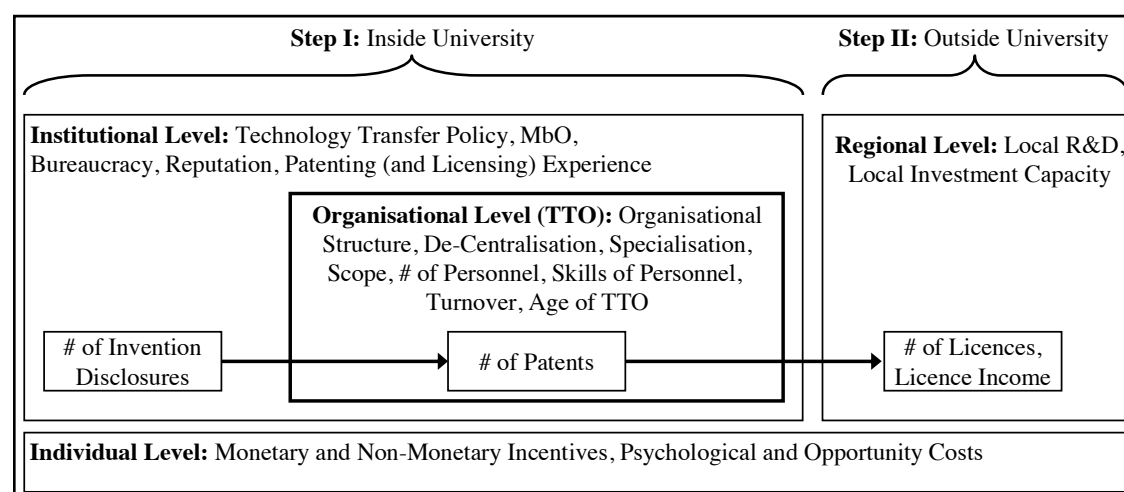 Step I: Inside University
Step II: Outside University
Institutional Level: Technology Transfer Policy, MbO,
Bureaucracy, Reputation, Patenting (and Licensing) Experience
Regional Level: Local R&D,
Local Investment Capacity
Organisational Level (TTO): Organisational
Structure, De-Centralisation, Specialisation,
Scope, # of Personnel, Skills of Personnel,
Turnover, Age of TTO
# of Invention
Disclosures
# of Patents
# of Licences,
Licence Income
Individual Level: Monetary and Non-Monetary Incentives, Psychological and Opportunity Costs